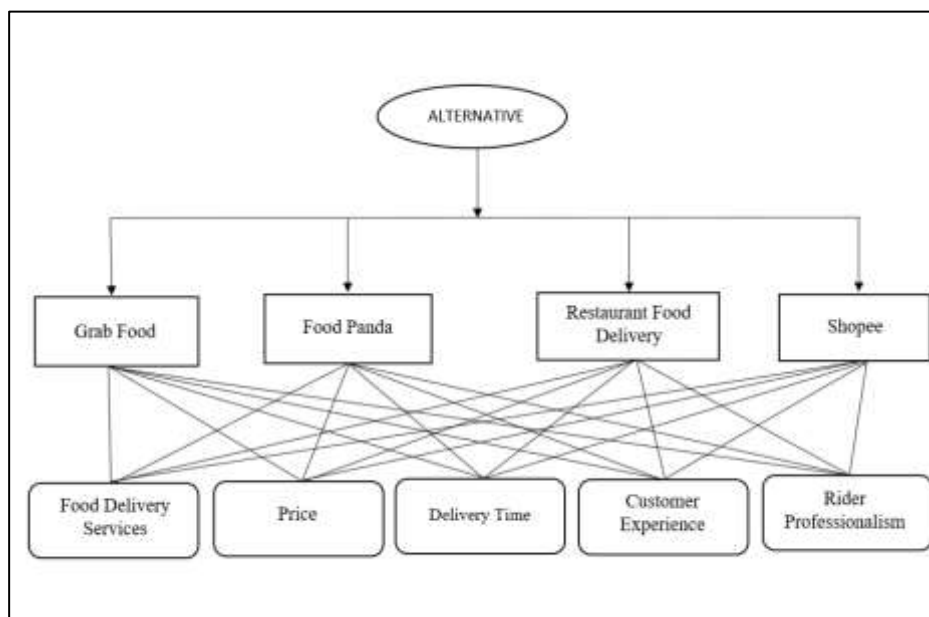 ALTERNATIVE
Grab Food
Food Panda
Restaurant Food
Delivery
Shopee
Food Delivery
Services
Price
Delivery Time
Customer
Experience
Rider
Professionalism